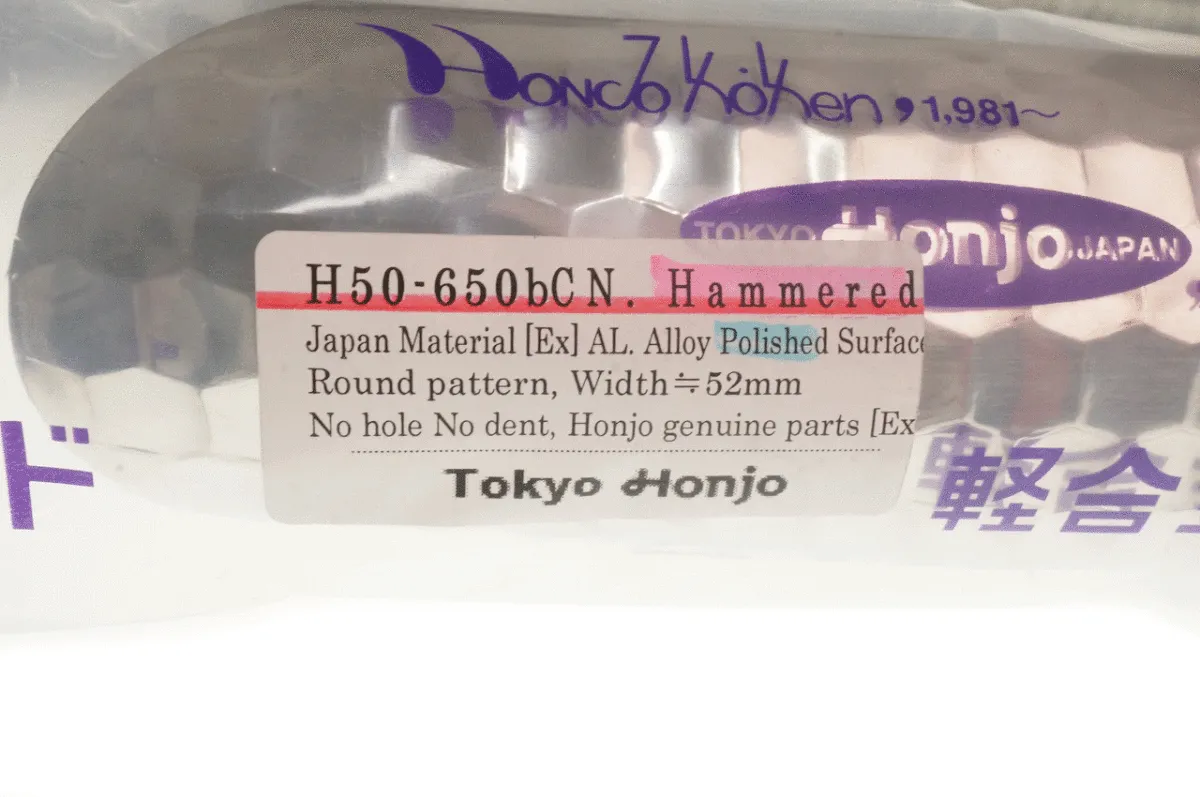 Honjo Köken, 1,981〜
TOKYO Honjo JAPAN
H50-650bCN. Hammered
Japan Material [Ex] AL. Alloy Polished Surface
Round pattern, Width≒52mm
No hole No dent, Honjo genuine parts [Ex
Tokyo Honjo
ド
軽合